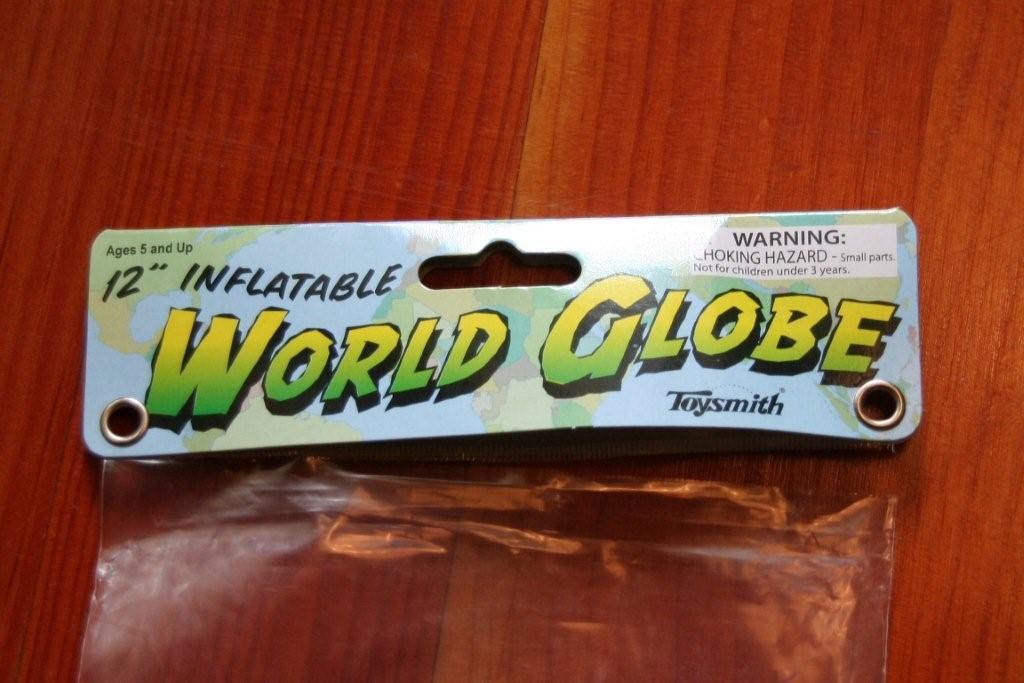 Ages 5 and Up
12" INFLATABLE
WORLD GLOBE
WARNING:
CHOKING HAZARD - Small parts.
Not for children under 3 years.
Toysmith®